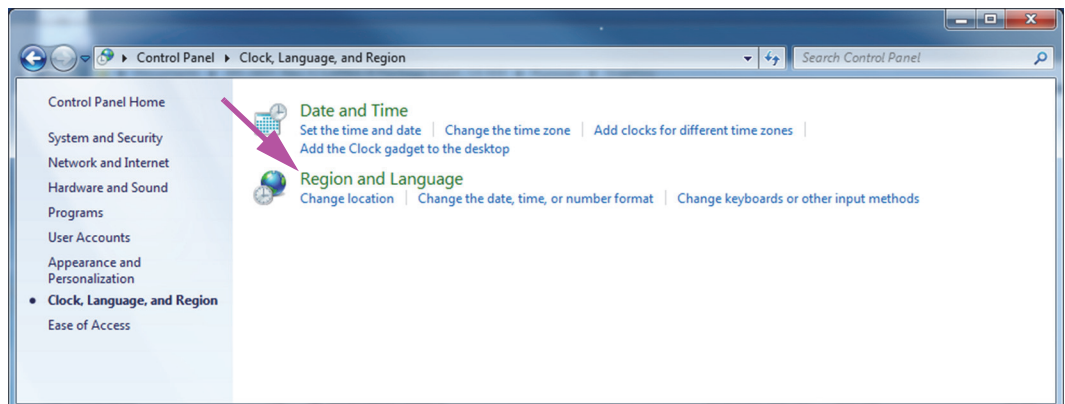 Control Panel Clock, Language, and Region Search Control Panel
Control Panel Home
System and Security
Network and Internet
Hardware and Sound
Programs
User Accounts
Appearance and
Personalization
Clock, Language, and Region
Ease of Access
Date and Time
Set the time and date Change the time zone Add clocks for different time zones
Add the Clock gadget to the desktop
Region and Language
Change location Change the date, time, or number format Change keyboards or other input methods